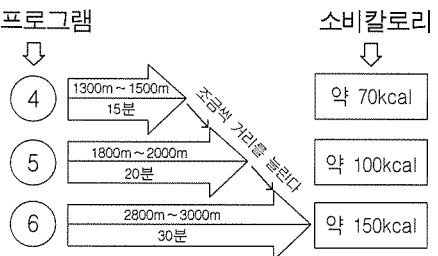 프로그램
소비칼로리
4
1300m~1500m
15분
약 70kcal
조금씩 거리를 늘린다
5
1800m~2000m
20분
약 100kcal
6
2800m~3000m
30분
약 150kcal